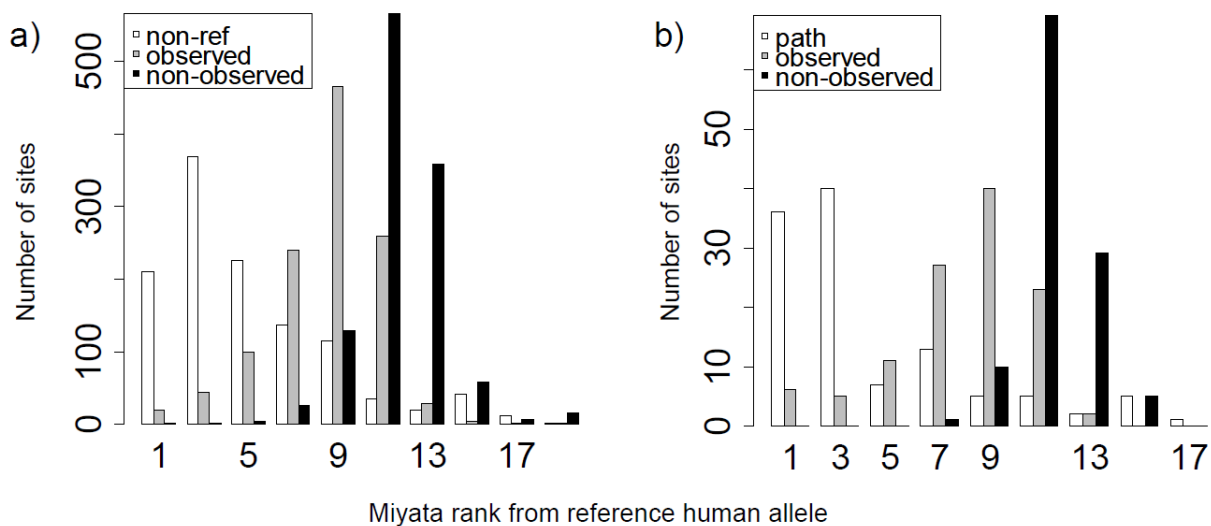 a)
non-ref
observed
non-observed
Number of sites
0
100
300
500
1
5
9
13
17
b)
path
observed
non-observed
Number of sites
0
10
30
50
1
3
5
7
9
13
17
Miyata rank from reference human allele